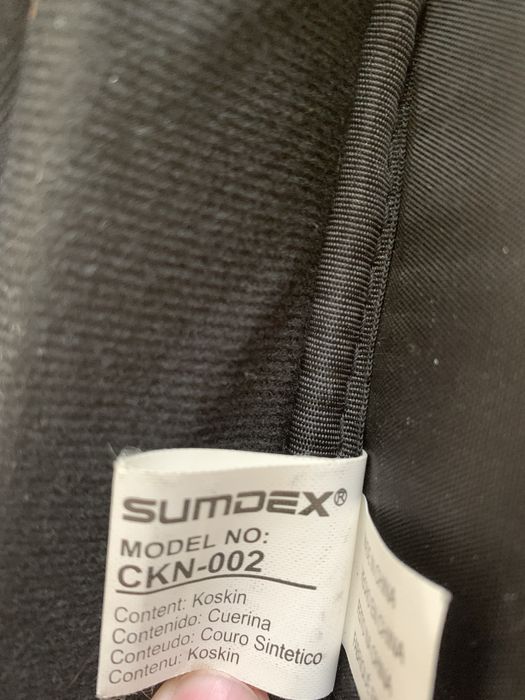 SUMDEX®
MODEL NO:
CKN-002
Content: Koskin
Contenido: Cuerina
Conteudo: Couro Sintetico
Contenu: Koskin